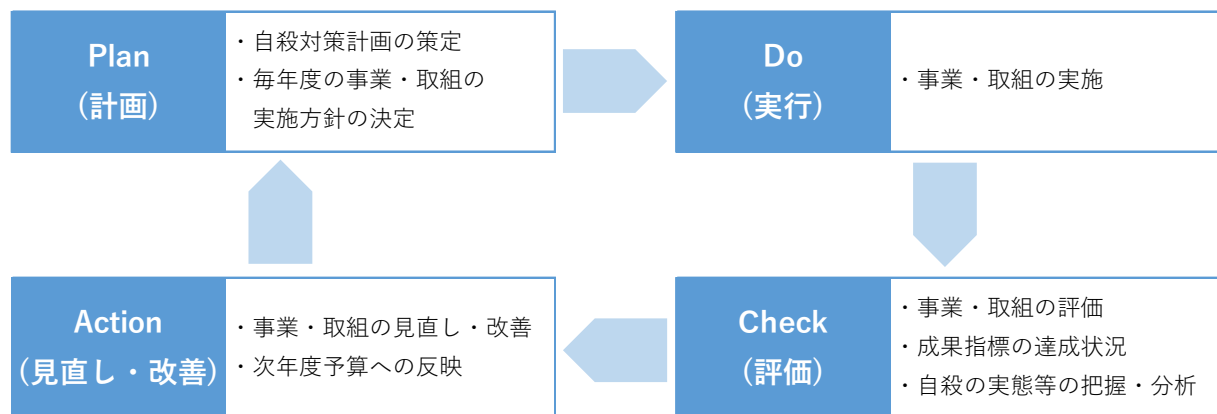 Plan
(計画)
・自殺対策計画の策定
・毎年度の事業・取組の
実施方針の決定
Do
(実行)
・事業・取組の実施
Action
(見直し・改善)
・事業・取組の見直し・改善
・次年度予算への反映
Check
(評価)
・事業・取組の評価
・成果指標の達成状況
・自殺の実態等の把握・分析